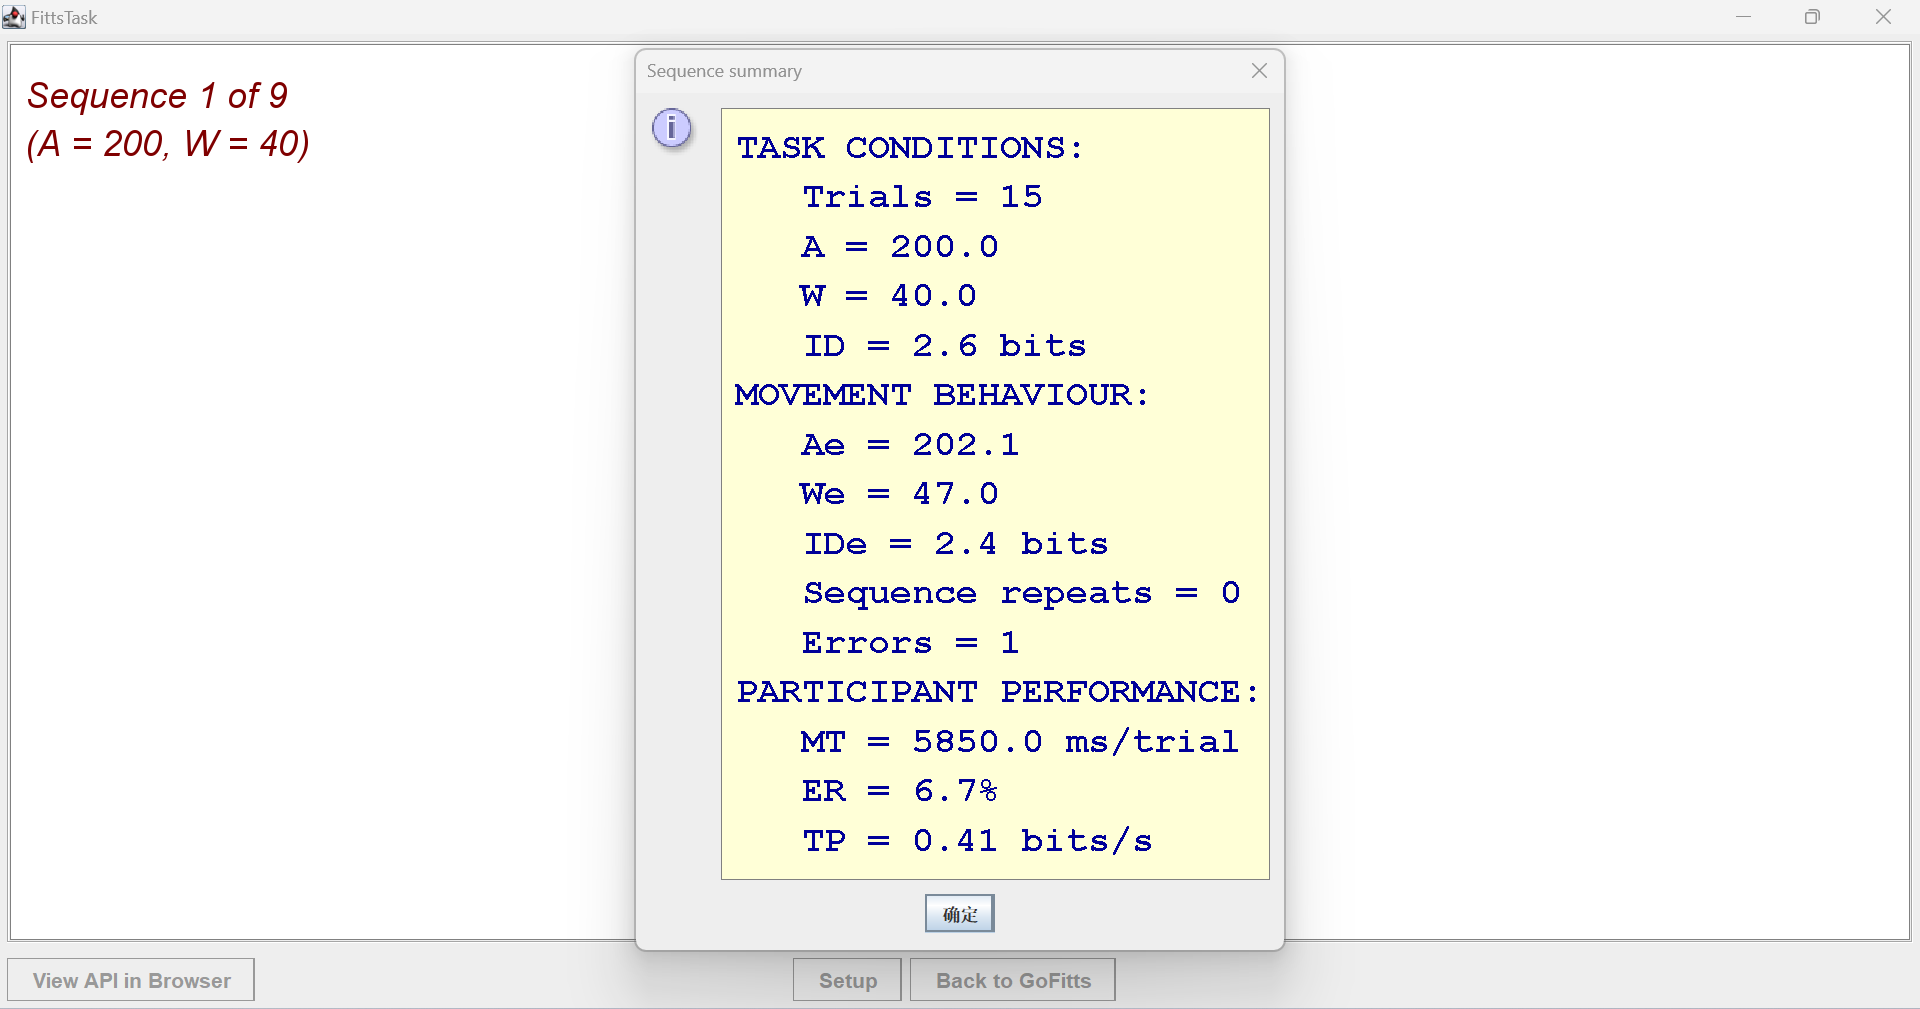 FittsTask
Sequence 1 of 9
(A = 200, W = 40)
Sequence summary
i
TASK CONDITIONS:
Trials = 15
A = 200.0
W = 40.0
ID = 2.6 bits
MOVEMENT BEHAVIOUR:
Ae = 202.1
We = 47.0
IDe = 2.4 bits
Sequence repeats = 0
Errors = 1
PARTICIPANT PERFORMANCE:
MT = 5850.0 ms/trial
ER = 6.7%
TP = 0.41 bits/s
确定
View API in Browser
Setup
Back to GoFitts